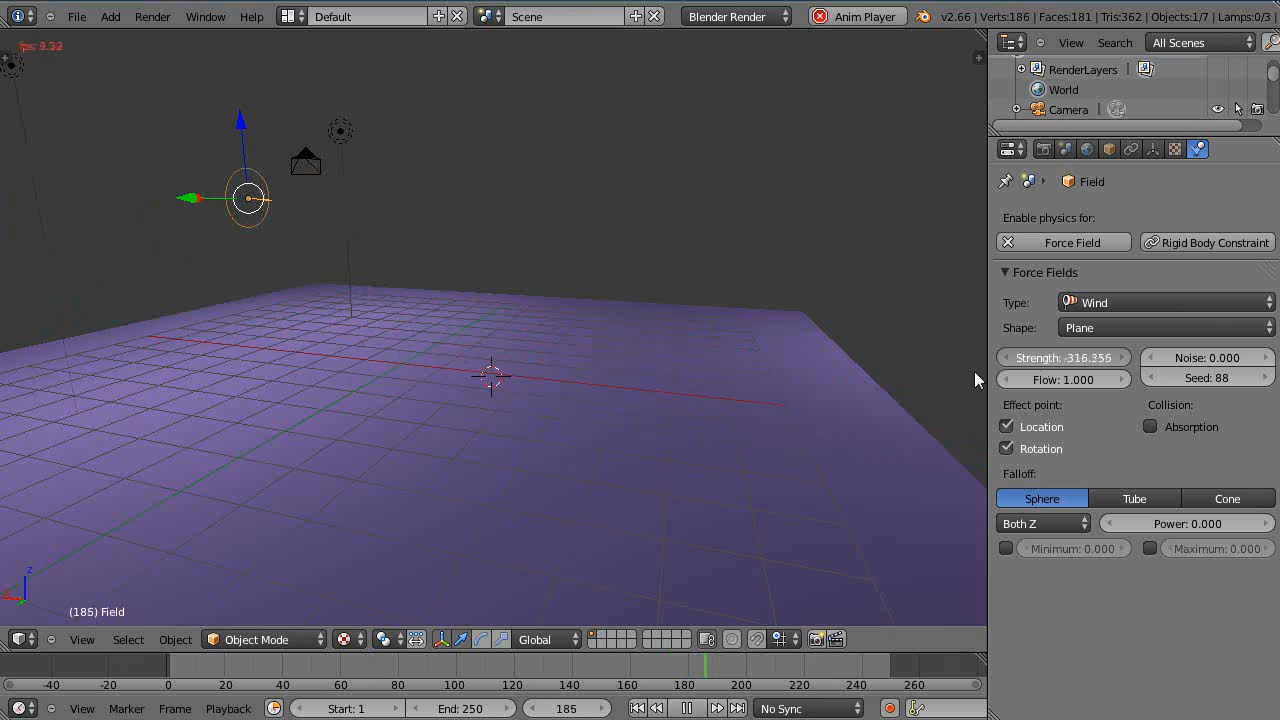 File Add Render Window Help Default Scene Blender Render Anim Player v2.66 | Verts:186 | Faces:181 | Tris:362 | Objects:1/7 | Lamps:0/3 |
fps: 3.33
View Search All Scenes
RenderLayers
World
Camera
Field
Enable physics for:
Force Field Rigid Body Constraint
Force Fields
Type: Wind
Shape: Plane
Strength: -316.355 Noise: 0.000
Flow: 1.000 Seed: 88
Effect point: Collision:
Location Absorption
Rotation
Falloff:
Sphere Tube Cone
Both Z Power: 0.000
Minimum: 0.000 Maximum: 0.000
z
(185) Field
View Select Object Object Mode Global
-40 -20 0 20 40 60 80 100 120 140 160 180 200 220 240 260
View Marker Frame Playback Start: 1 End: 250 185 No Sync